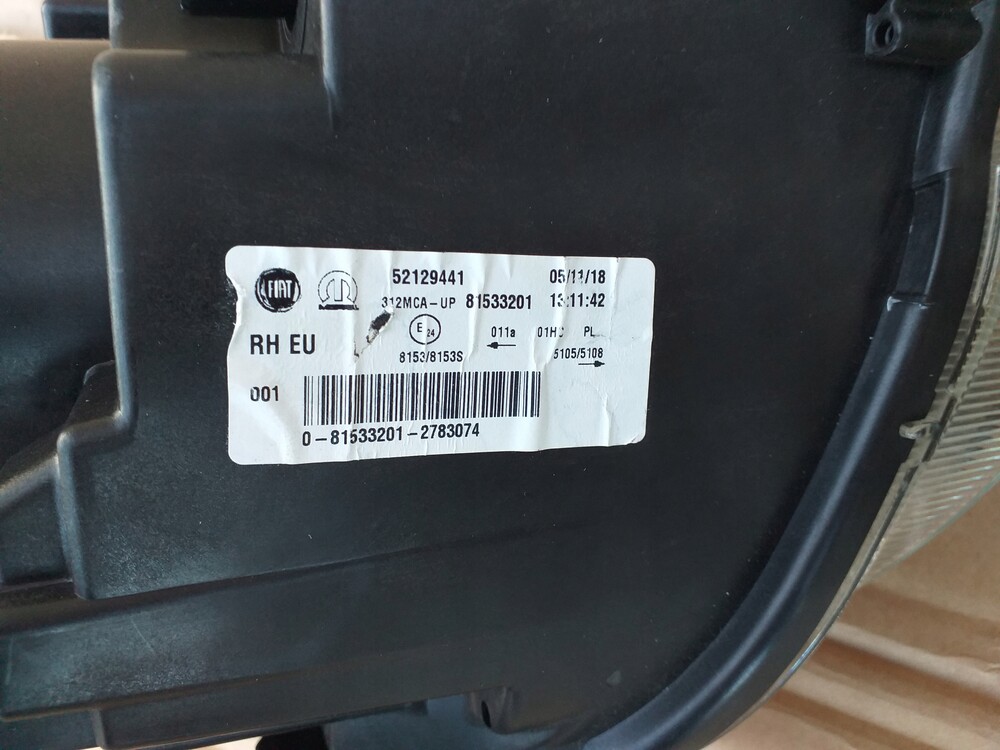 FIAT
52129441 05/11/18
312MCA-UP 81533201 13:11:42
RH EU
E 24 011a PL
8153/8153S 5105/5108
001
0-81533201-2783074